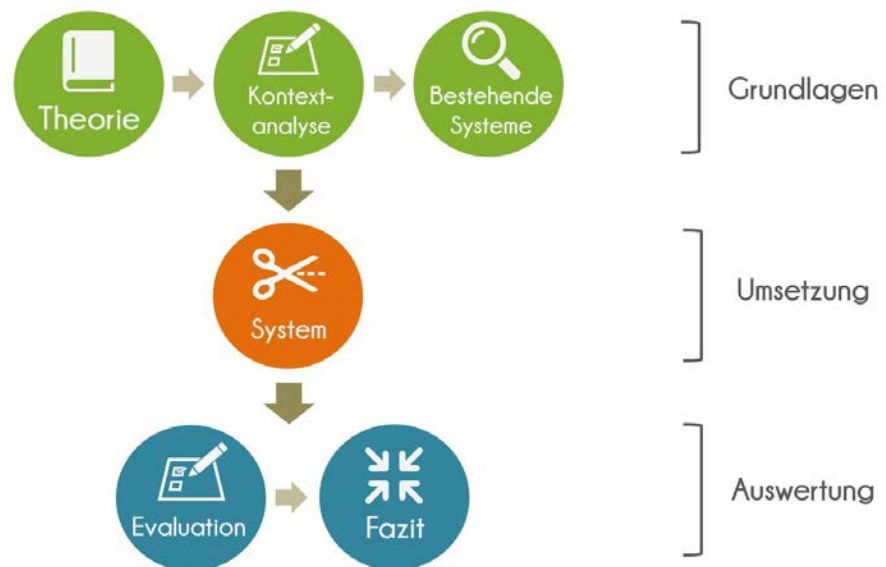 Theorie
Kontext-
analyse
Bestehende
Systeme
Grundlagen
System
Umsetzung
Evaluation
Fazit
Auswertung